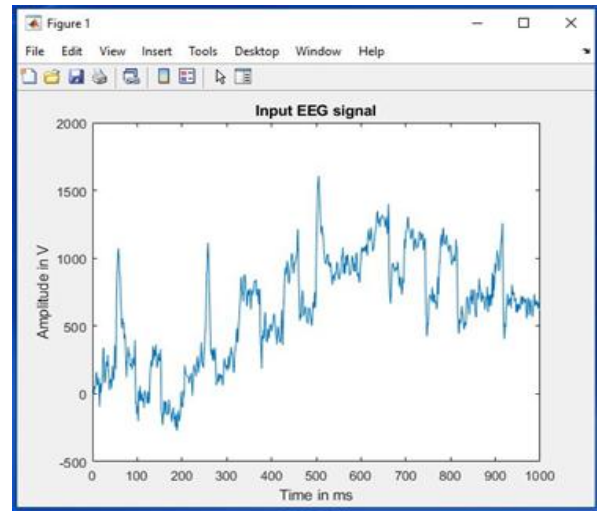 Figure 1
File Edit View Insert Tools Desktop Window Help
Input EEG signal
2000
1500
1000
500
0
-500
Amplitude in V
0 100 200 300 400 500 600 700 800 900 1000
Time in ms